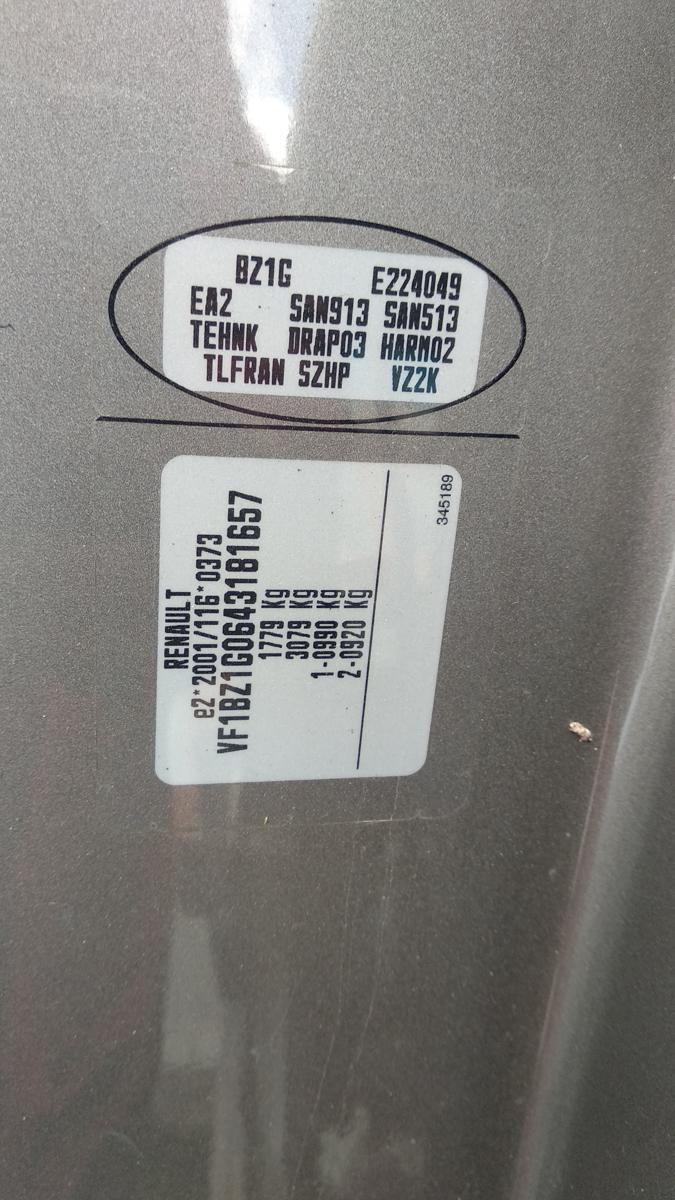 BZ1G E224049
EA2 SAN913 SAN513
TEHNK DRAP03 HARM02
TLFRAN SZHP VZ2K
RENAULT
e2*2001/116*0373
VF1BZ1G0643181657
1779 Kg
3079 Kg
1-0990 Kg
2-0920 Kg
345189